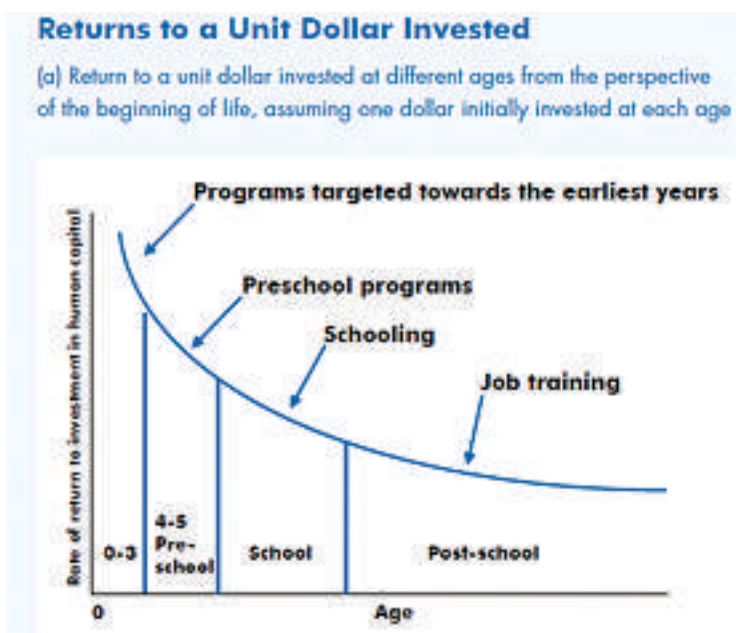 Returns to a Unit Dollar Invested
(a) Return to a unit dollar invested at different ages from the perspective
of the beginning of life, assuming one dollar initially invested at each age
Programs targeted towards the earliest years
Preschool programs
Schooling
Job training
Rate of return to investment in human capital
0-3
4-5
Pre-
school
School
Post-school
0
Age